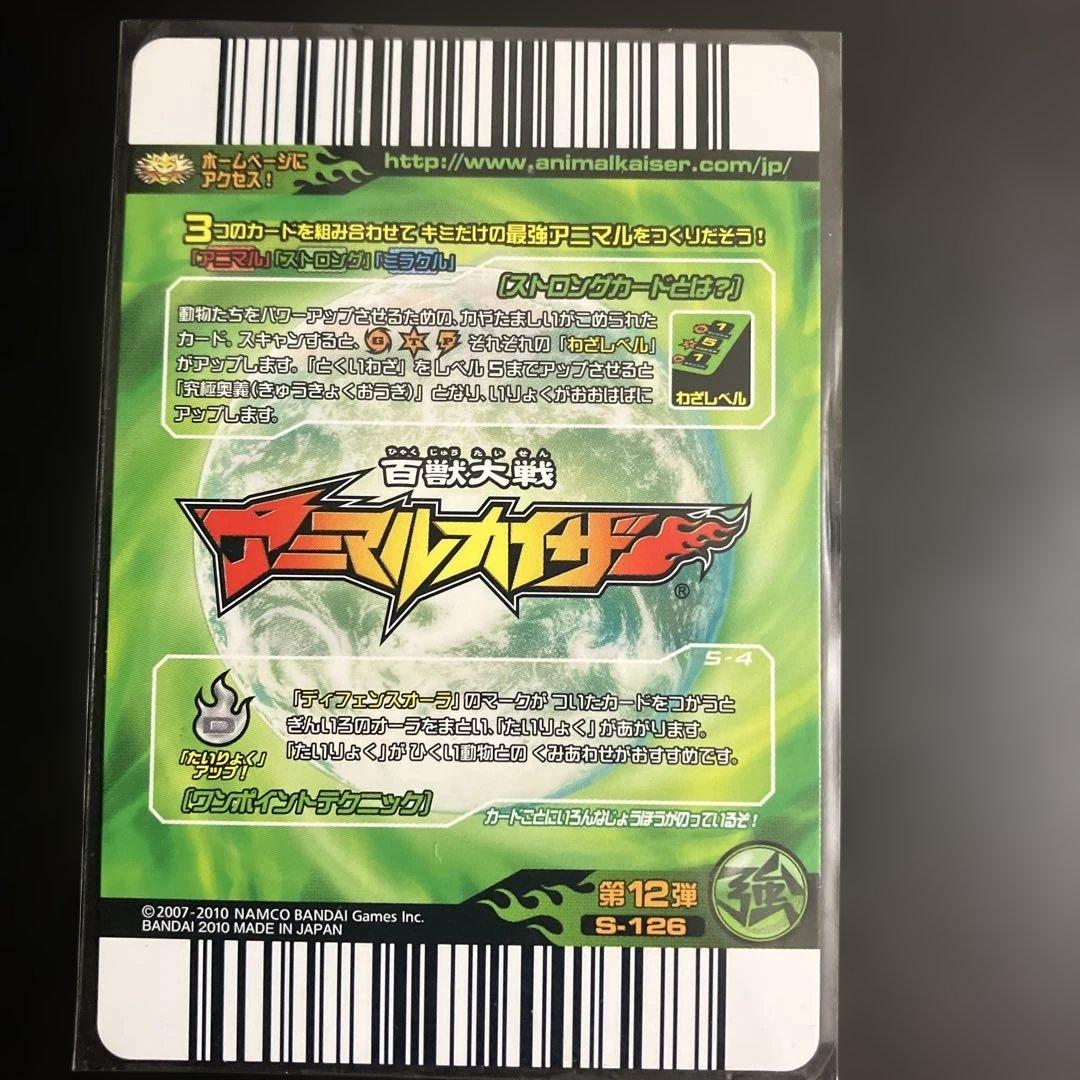 ホームページに
アクセス!
http://www.animalkaiser.com/jp/
3つのカードを組み合わせて キミだけの最強アニマルをつくりだそう!
「アニマル」「ストロング」「ミラクル」
[ストロングカードとは?]
動物たちをパワーアップさせるための、力やたましいがこめられた
カード。スキャンすると、G T P それぞれの「わざレベル」
がアップします。「とくいわざ」をレベル5までアップさせると
「究極奥義(きゅうきょくおうぎ)」となり、いりょくがおおはばに
アップします。
1
5
1
わざレベル
ひゃくじゅうたいせん
百獣大戦
アニマルカイザー
®
S-4
D
「たいりょく」
アップ!
「ディフェンスオーラ」のマークが ついたカードをつかうと
ぎんいろのオーラをまとい、「たいりょく」があがります。
「たいりょく」が ひくい動物との くみあわせがおすすめです。
[ワンポイントテクニック]
カードごとにいろんなじょうほうがのっているぞ!
©2007-2010 NAMCO BANDAI Games Inc.
BANDAI 2010 MADE IN JAPAN
第12弾
S-126
強